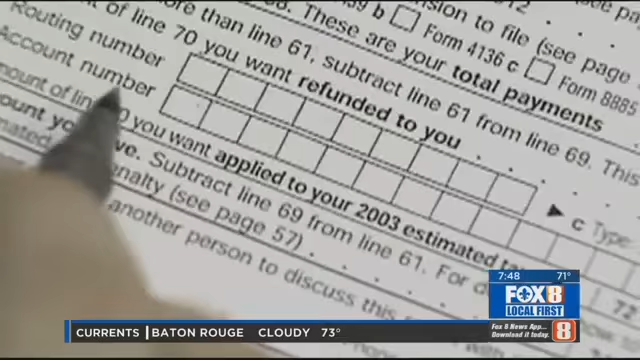 sion to file (see page
b Form 4136 c Form 8885
These are your total payments
more than line 61, subtract line 61 from line 69. This
of line 70 you want refunded to you
Routing number
c Type:
Account number
you want applied to your 2003 estimated
Subtract line 69 from line 61. For
(see page 57)
72
another person to discuss this
7:48 71°
FOX 8
LOCAL FIRST
Fox 8 News App...
Download it today.
8
CURRENTS BATON ROUGE CLOUDY 73°